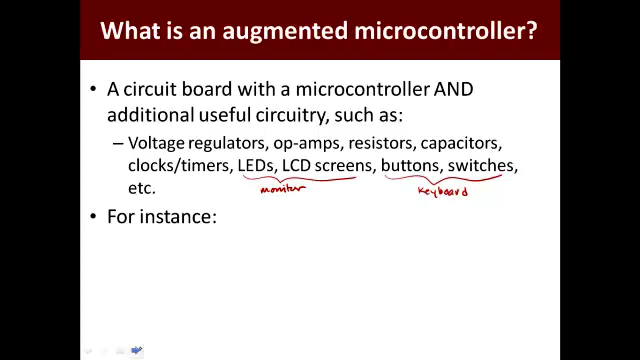 What is an augmented microcontroller?
• A circuit board with a microcontroller AND
additional useful circuitry, such as:
– Voltage regulators, op-amps, resistors, capacitors,
clocks/timers, LEDs, LCD screens, buttons, switches,
etc.
monitor keyboard
• For instance: